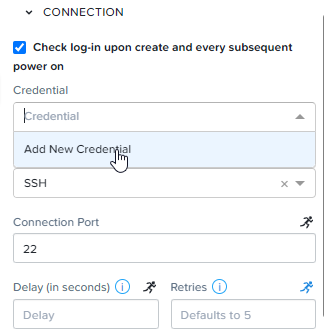 CONNECTION
Check log-in upon create and every subsequent
power on
Credential
Credential
Add New Credential
SSH
Connection Port
22
Delay (in seconds) Retries
Delay Defaults to 5